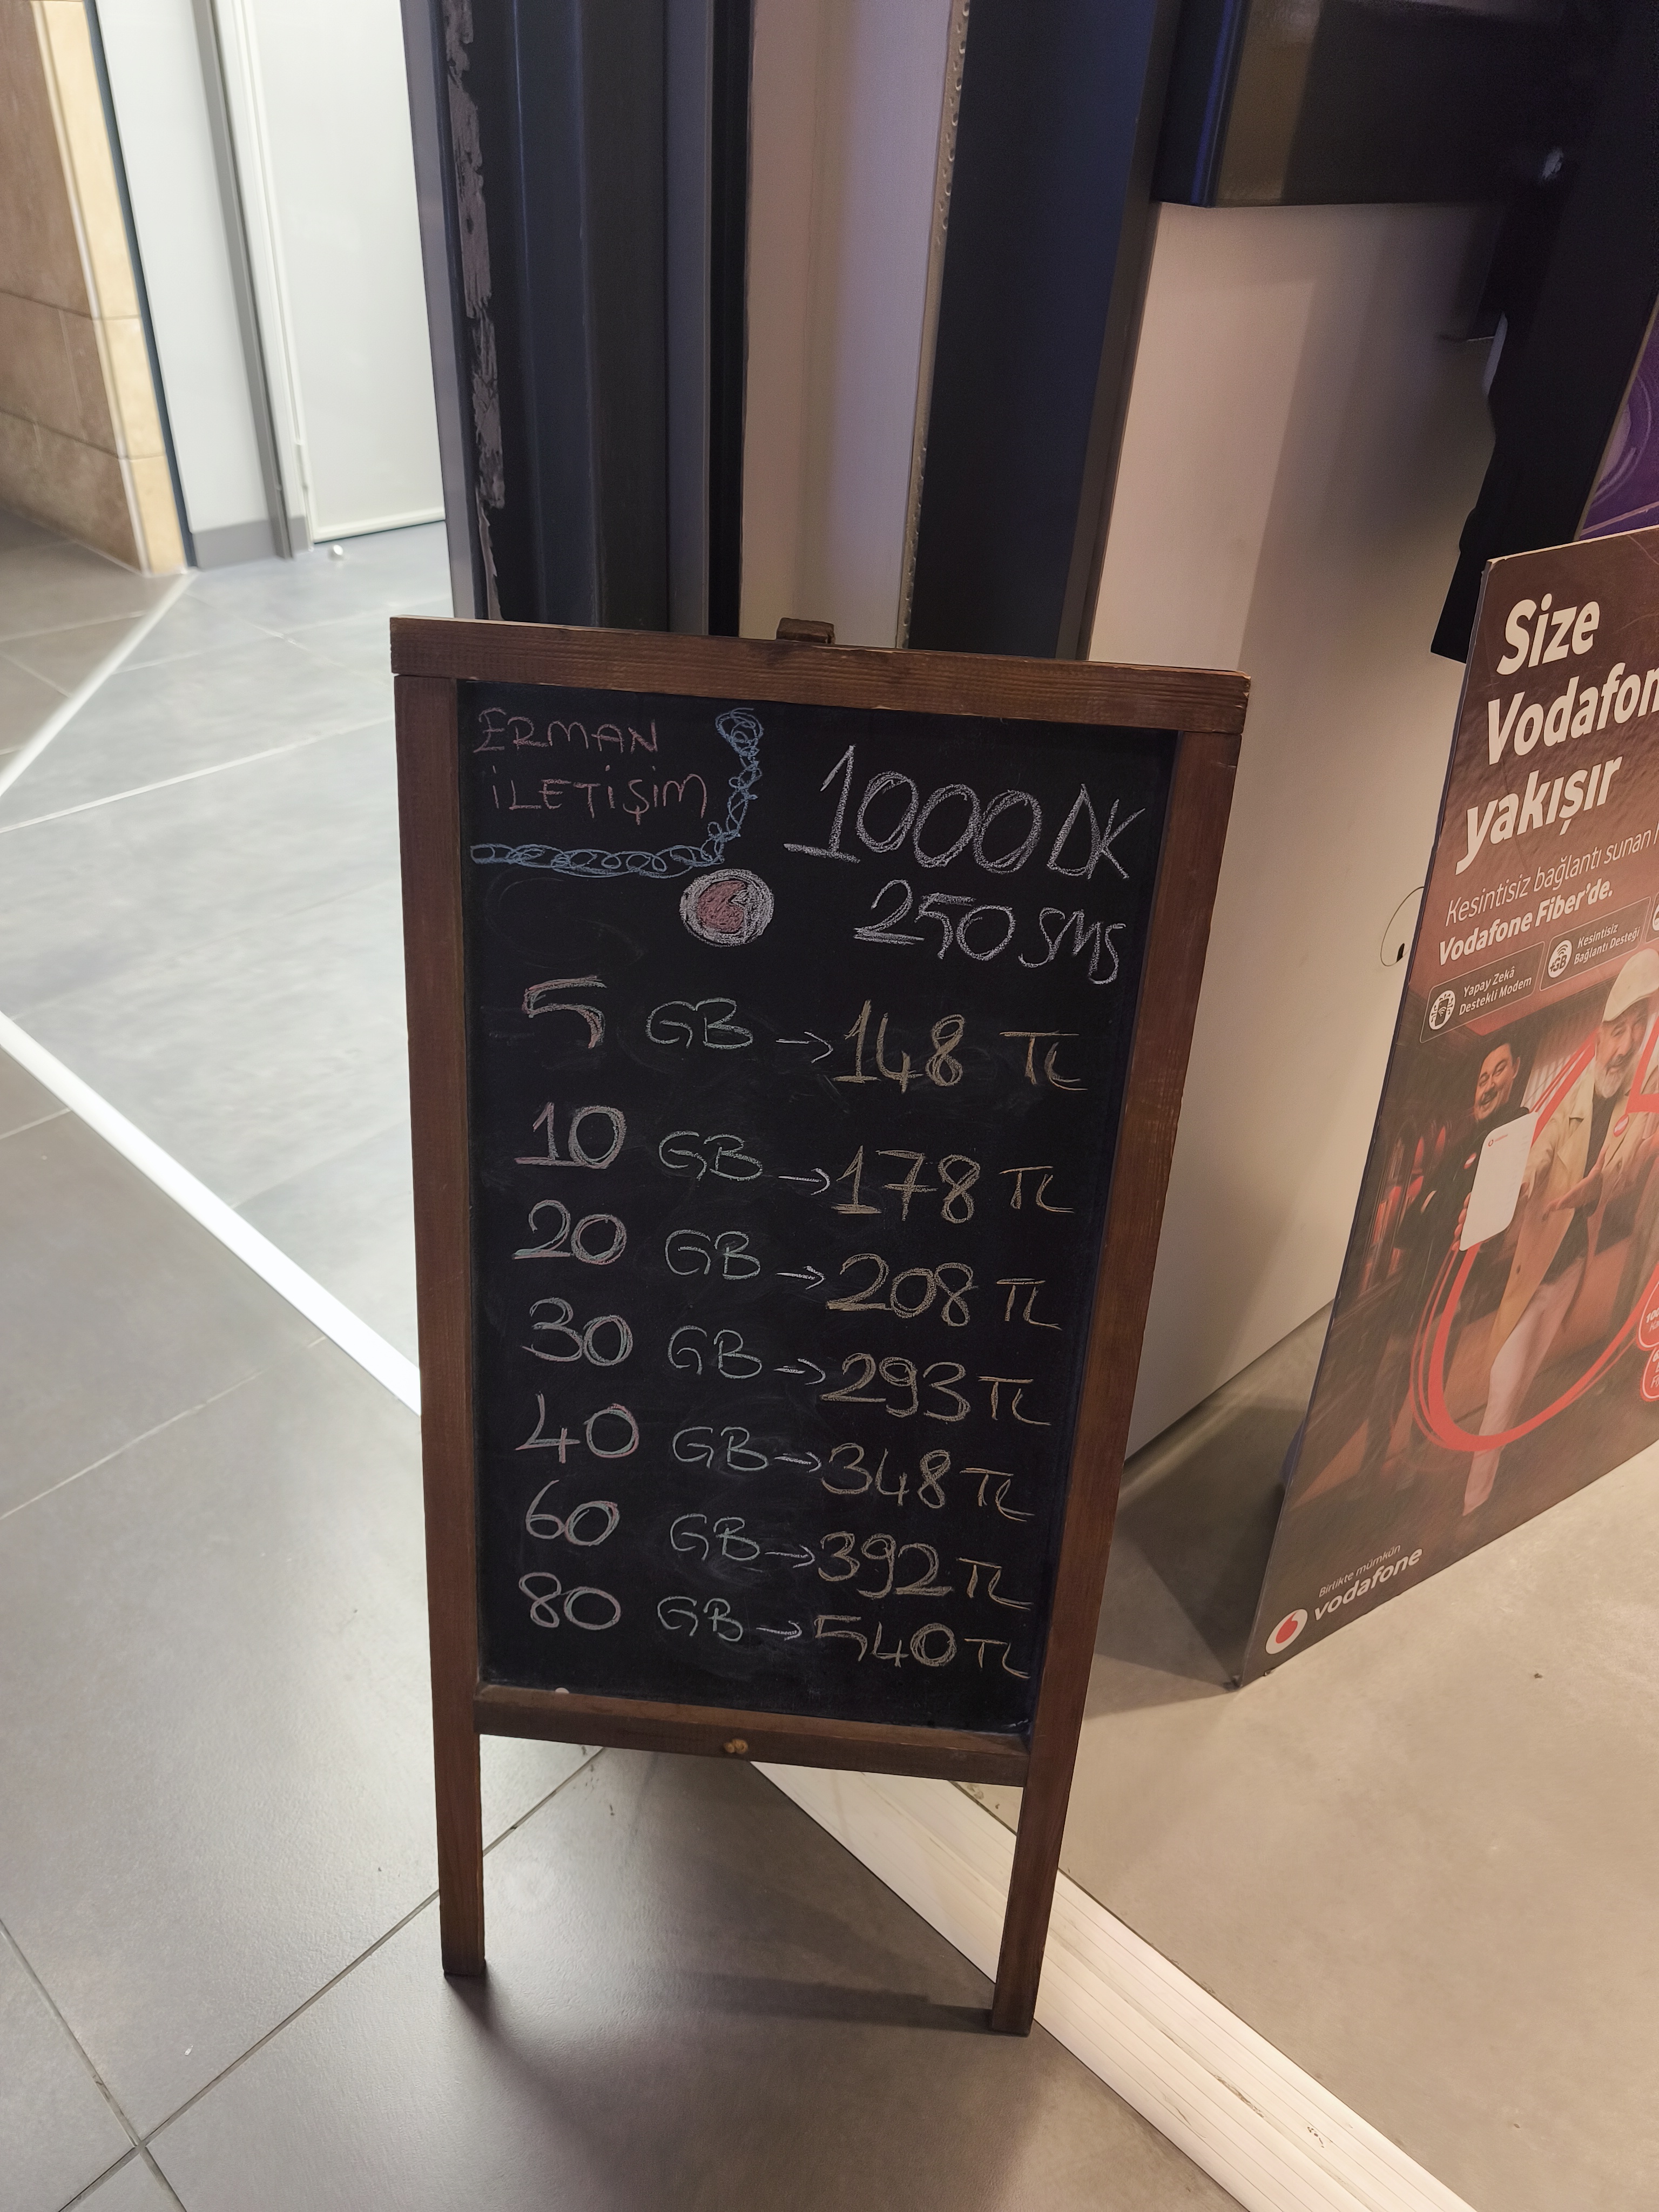 ERMAN
İLETİŞİM
1000 DK
250 SMS
5 GB → 148 TL
10 GB → 178 TL
20 GB → 208 TL
30 GB → 293 TL
40 GB → 348 TL
60 GB → 392 TL
80 GB → 540 TL
Size
Vodafon
yakışır
Kesintisiz bağlantı sunan
Vodafone Fiber'de.
Yapay Zekâ
Destekli Modem
Kesintisiz
Bağlantı Desteği
Birlikte mümkün
vodafone